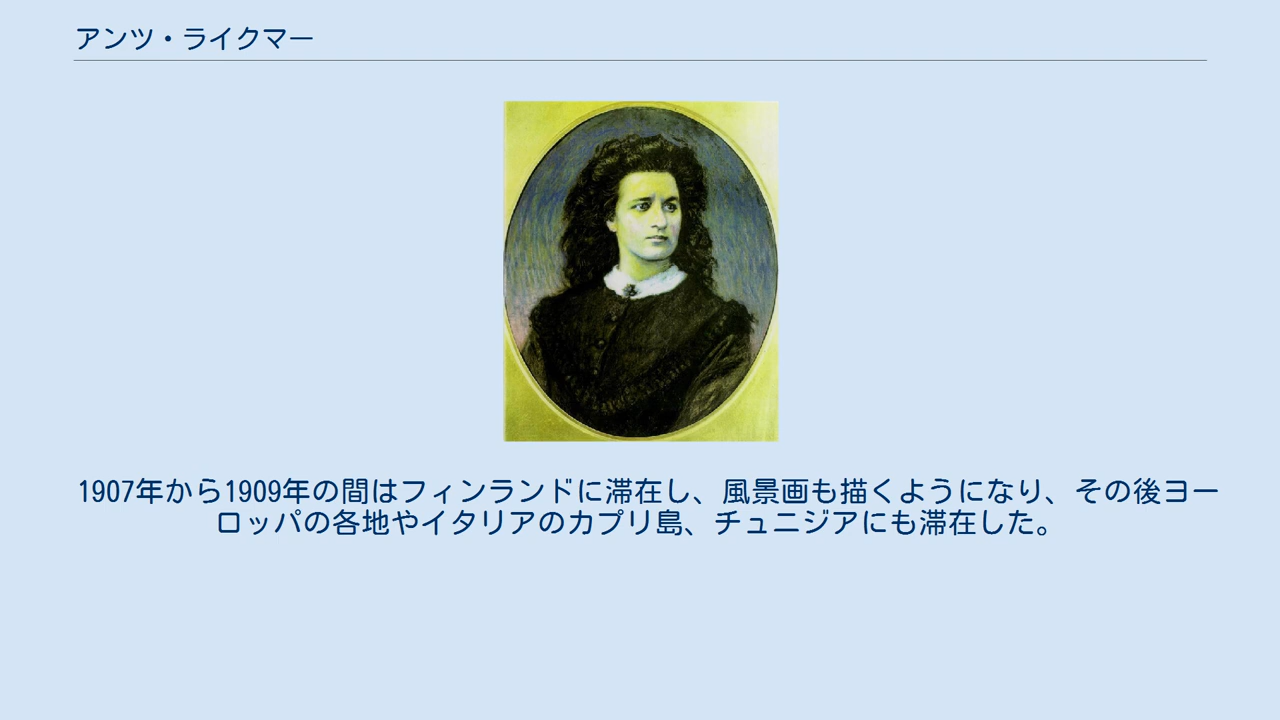 アンツ・ライクマー
1907年から1909年の間はフィンランドに滞在し、風景画も描くようになり、その後ヨー
ロッパの各地やイタリアのカプリ島、チュニジアにも滞在した。